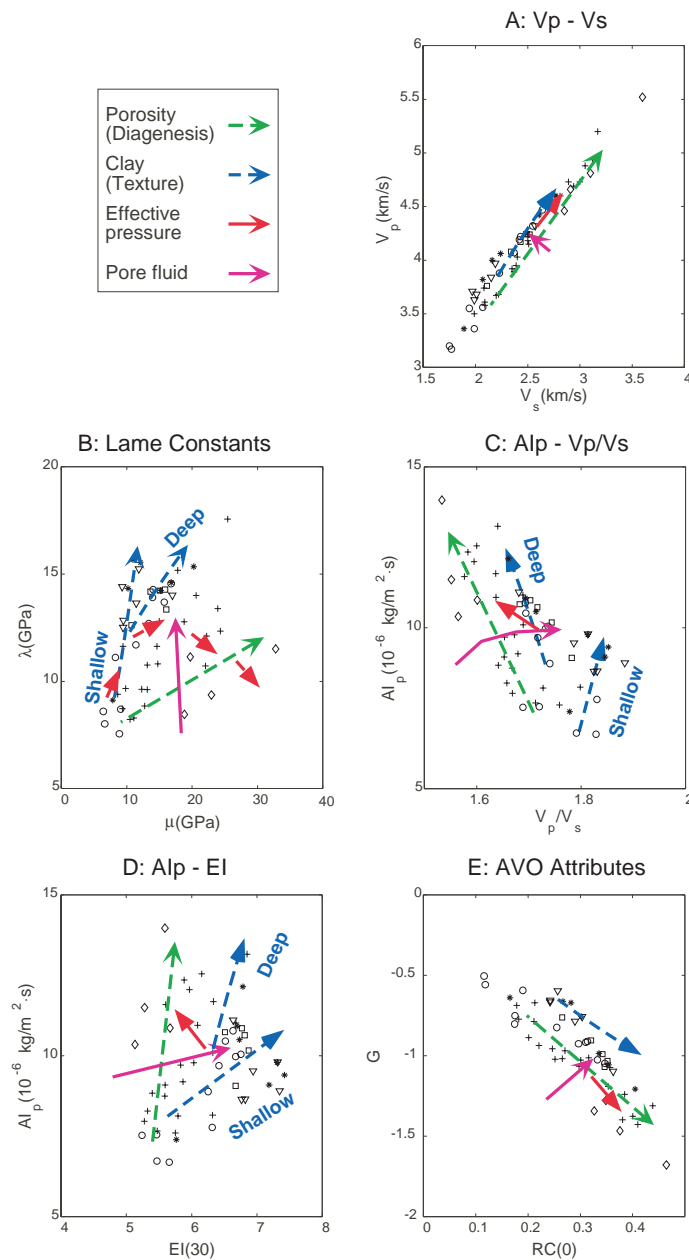 A: Vp - Vs
Porosity
(Diagenesis)
Clay
(Texture)
Effective
pressure
Pore fluid
6
5.5
5
4.5
4
3.5
3
V_p(km/s)
1.5 2 2.5 3 3.5 4
V_s(km/s)
B: Lame Constants
20
15
10
5
λ(GPa)
Deep
Shallow
0 10 20 30 40
μ(GPa)
C: AIp - Vp/Vs
15
10
5
AI_p(10^-6 kg/m^2·s)
Deep
Shallow
1.6 1.8 2
V_p/V_s
D: AIp - EI
15
10
5
AI_p(10^-6 kg/m^2·s)
Deep
Shallow
4 5 6 7 8
EI(30)
E: AVO Attributes
0
-0.5
-1
-1.5
-2
G
0 0.1 0.2 0.3 0.4 0.5
RC(0)